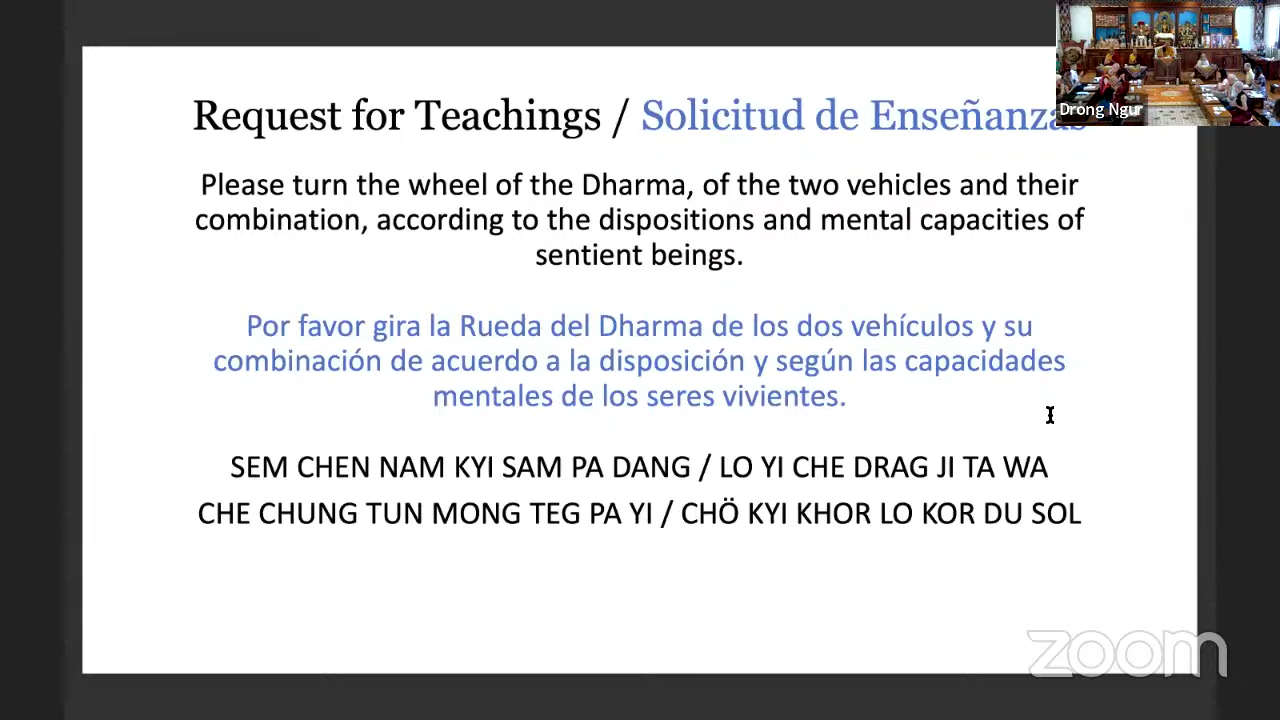 Request for Teachings / Solicitud de Enseñanzas
Please turn the wheel of the Dharma, of the two vehicles and their
combination, according to the dispositions and mental capacities of
sentient beings.
Por favor gira la Rueda del Dharma de los dos vehículos y su
combinación de acuerdo a la disposición y según las capacidades
mentales de los seres vivientes.
SEM CHEN NAM KYI SAM PA DANG / LO YI CHE DRAG JI TA WA
CHE CHUNG TUN MONG TEG PA YI / CHÖ KYI KHOR LO KOR DU SOL
Drong Ngur
zoom